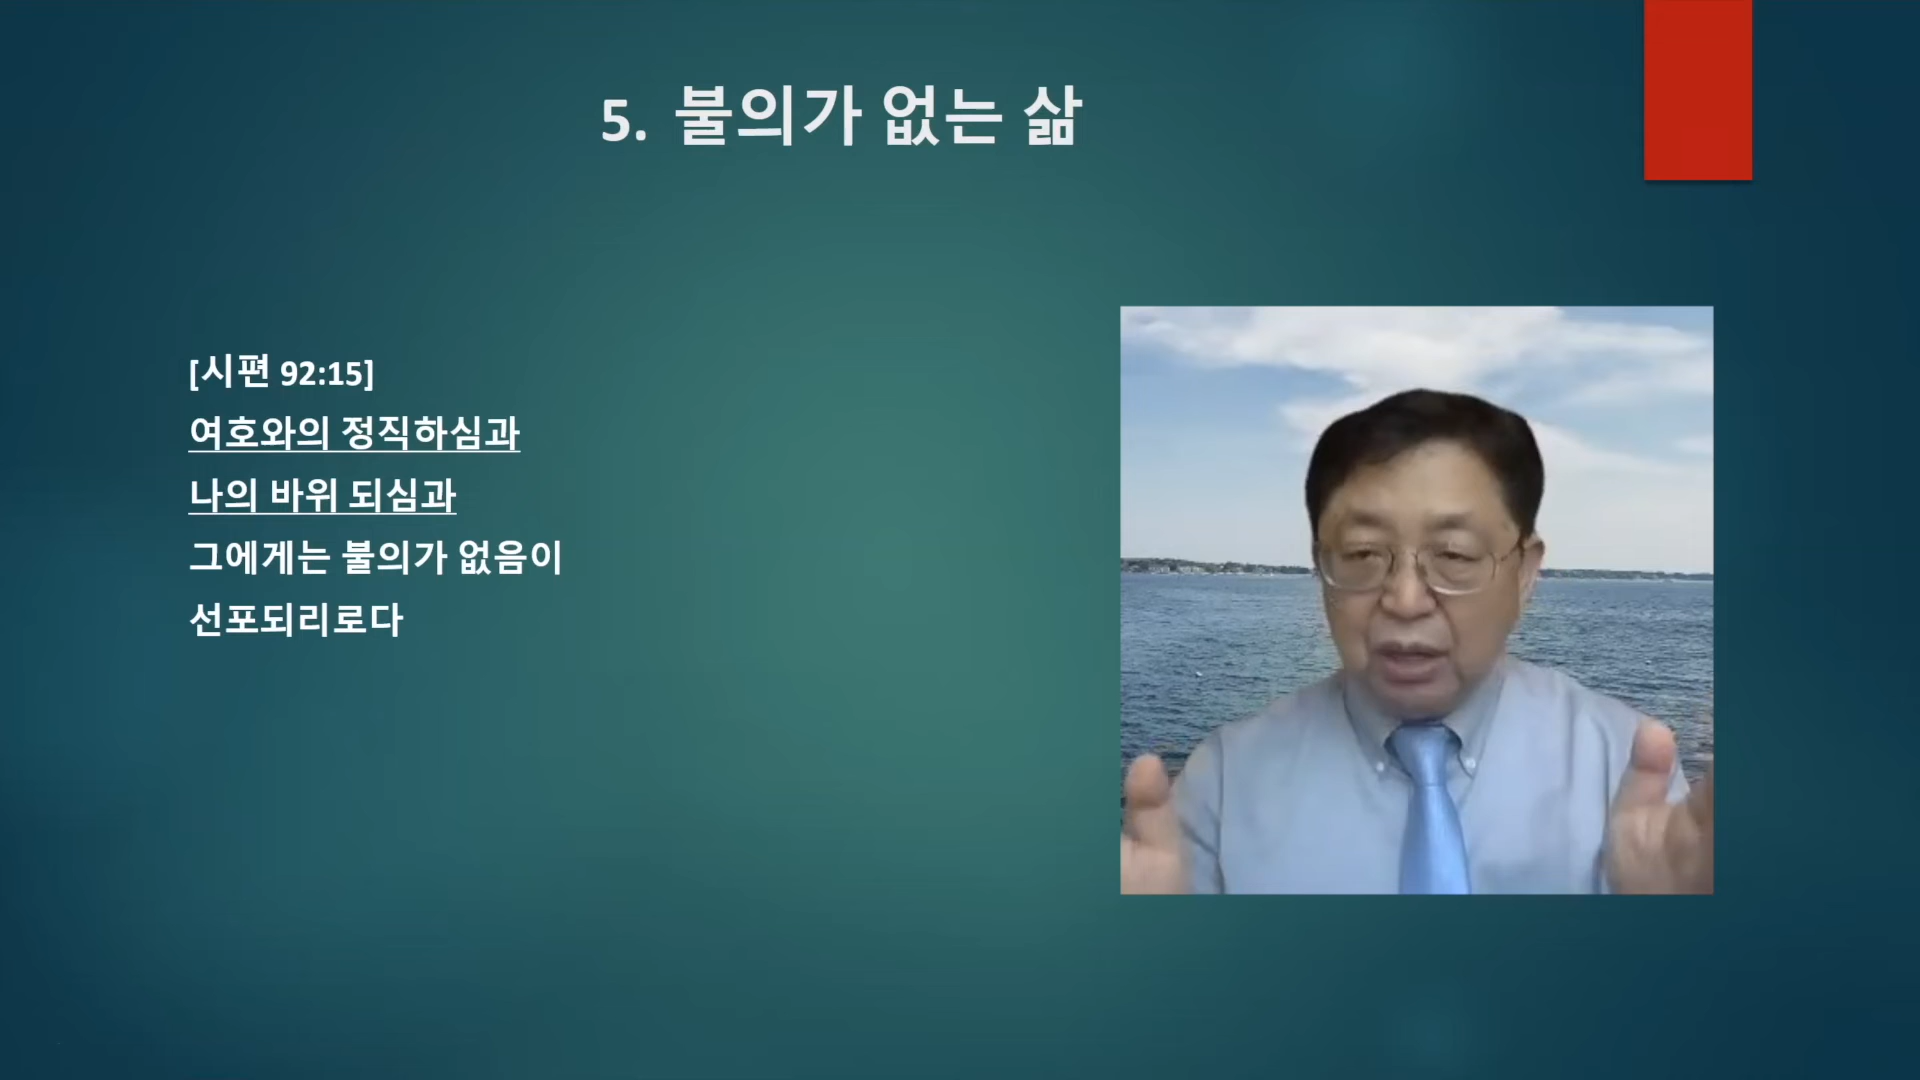 5. 불의가 없는 삶
[시편 92:15]
여호와의 정직하심과
나의 바위 되심과
그에게는 불의가 없음이
선포되리로다